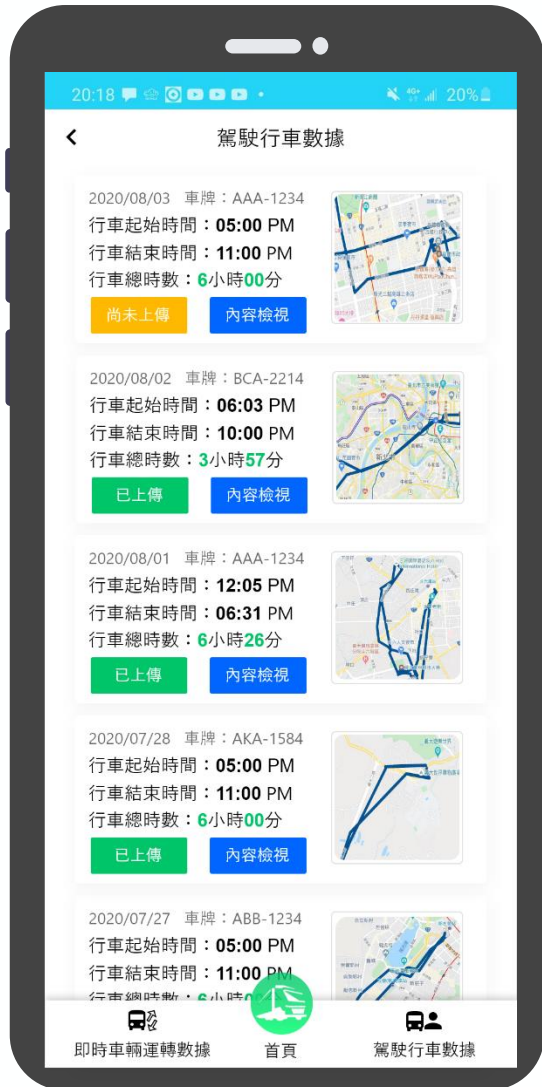 20:18
4G+ 20%
駕駛行車數據
2020/08/03 車牌：AAA-1234
行車起始時間：05:00 PM
行車結束時間：11:00 PM
行車總時數：6小時00分
尚未上傳 內容檢視
2020/08/02 車牌：BCA-2214
行車起始時間：06:03 PM
行車結束時間：10:00 PM
行車總時數：3小時57分
已上傳 內容檢視
2020/08/01 車牌：AAA-1234
行車起始時間：12:05 PM
行車結束時間：06:31 PM
行車總時數：6小時26分
已上傳 內容檢視
2020/07/28 車牌：AKA-1584
行車起始時間：05:00 PM
行車結束時間：11:00 PM
行車總時數：6小時00分
已上傳 內容檢視
2020/07/27 車牌：ABB-1234
行車起始時間：05:00 PM
行車結束時間：11:00 PM
行車總時數：6小時
即時車輛運轉數據 首頁 駕駛行車數據